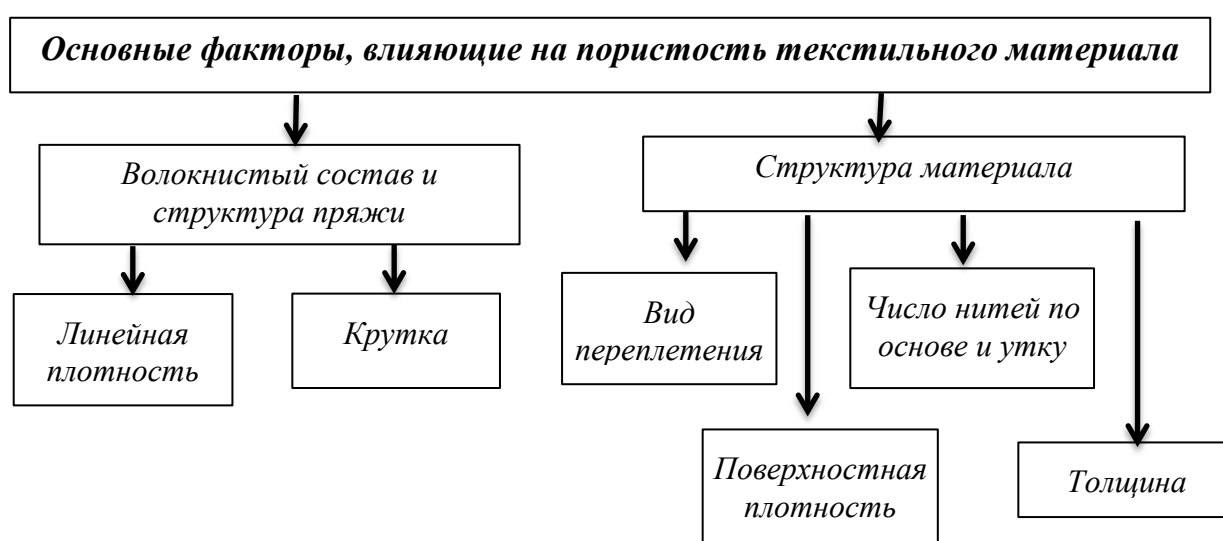 Основные факторы, влияющие на пористость текстильного материала
Волокнистый состав и
структура пряжи
Структура материала
Линейная
плотность
Крутка
Вид
переплетения
Число нитей по
основе и утку
Поверхностная
плотность
Толщина